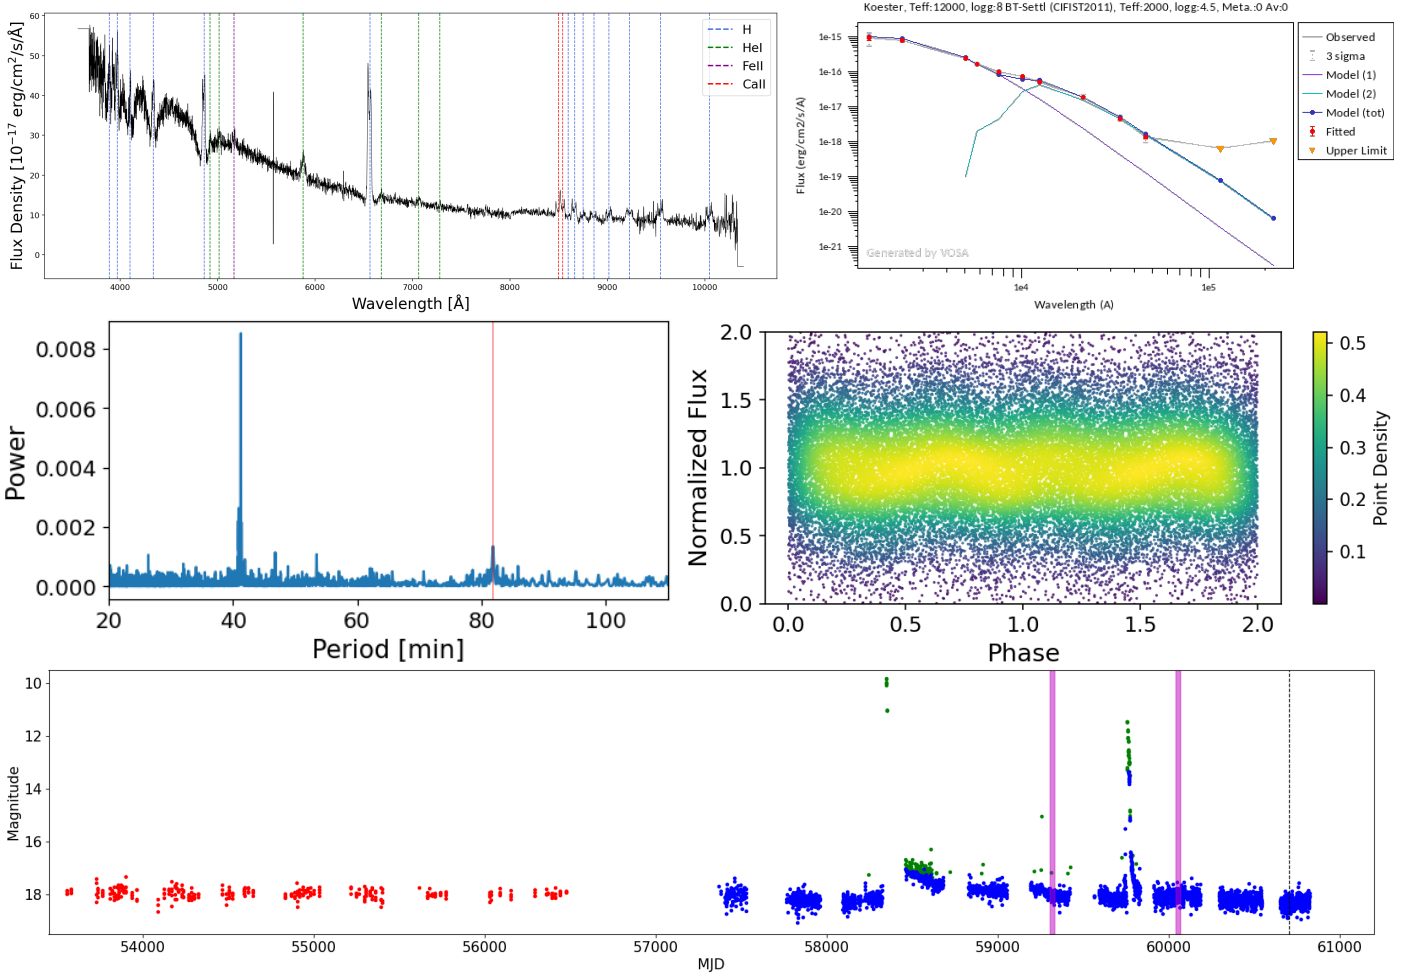 60
50
40
30
20
10
0
Flux Density [10⁻¹⁷ erg/cm²/s/Å]
H
HeI
FeII
CaII
4000 5000 6000 7000 8000 9000 10000
Wavelength [Å]
Koester, Teff:12000, logg:8 BT-Settl (CIFIST2011), Teff:2000, logg:4.5, Meta.:0 Av:0
1e-15
1e-16
1e-17
1e-18
1e-19
1e-20
1e-21
Flux (erg/cm2/s/A)
Generated by VOSA
1e4 1e5
Wavelength (A)
Observed
3 sigma
Model (1)
Model (2)
Model (tot)
Fitted
Upper Limit
0.008
0.006
0.004
0.002
0.000
Power
20 40 60 80 100
Period [min]
2.0
1.5
1.0
0.5
0.0
Normalized Flux
0.0 0.5 1.0 1.5 2.0
Phase
0.5
0.4
0.3
0.2
0.1
Point Density
10
12
14
16
18
Magnitude
54000 55000 56000 57000 58000 59000 60000 61000
MJD